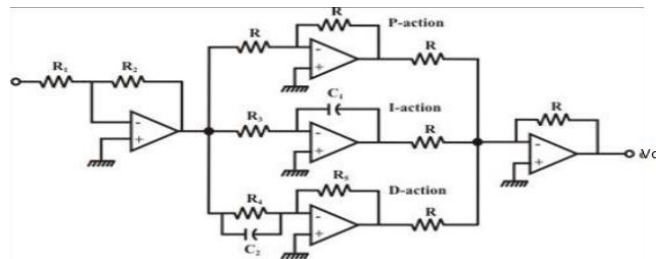 R P-action
R R
R₁ R₂
C₁ I-action
R₃ R
R
Vo
R₄ R₅ D-action
R
C₂